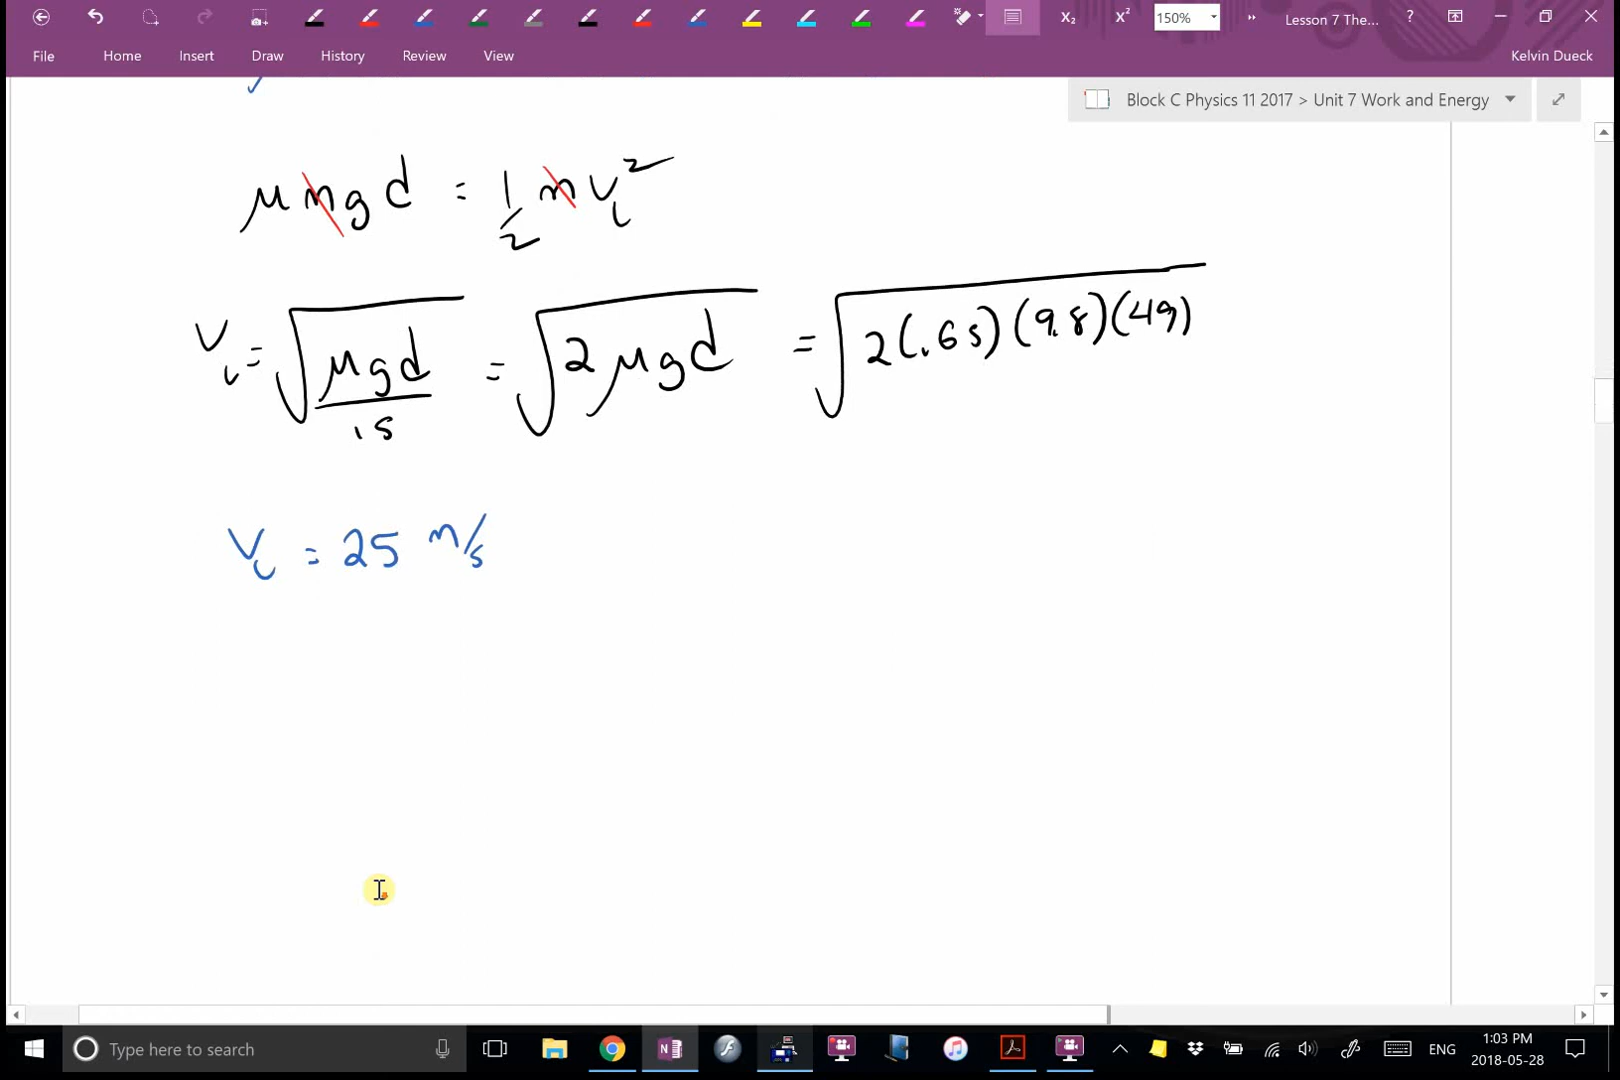 X₂ X² 150% Lesson 7 The... ?
File Home Insert Draw History Review View Kelvin Dueck
Block C Physics 11 2017 > Unit 7 Work and Energy
μmgd = 1/2 mvᵢ²
vᵢ = √(μgd/.5) = √(2μgd) = √(2(.65)(9.8)(49))
Vᵢ = 25 m/s
Type here to search ENG 1:03 PM
2018-05-28